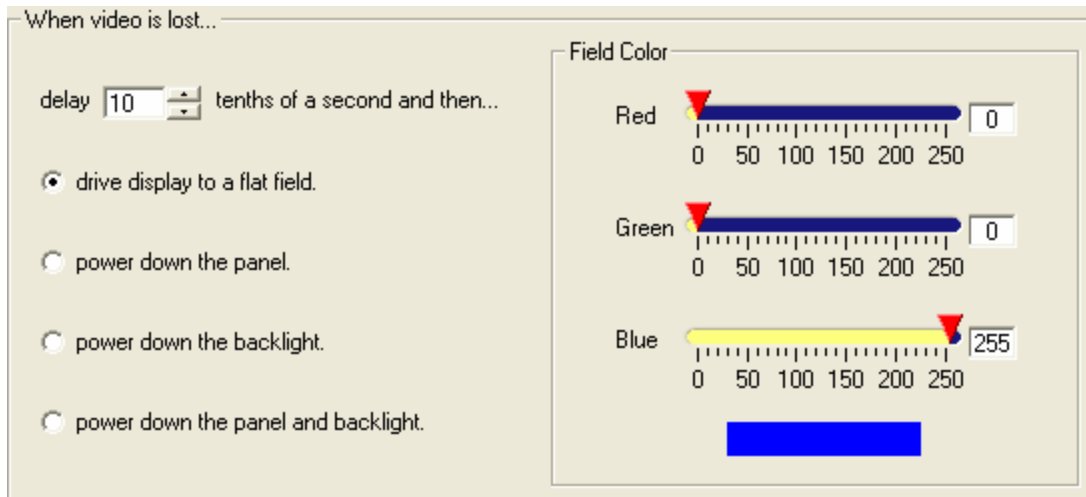 When video is lost...
delay 10 tenths of a second and then...
drive display to a flat field.
power down the panel.
power down the backlight.
power down the panel and backlight.
Field Color
Red 0
0 50 100 150 200 250
Green 0
0 50 100 150 200 250
Blue 255
0 50 100 150 200 250